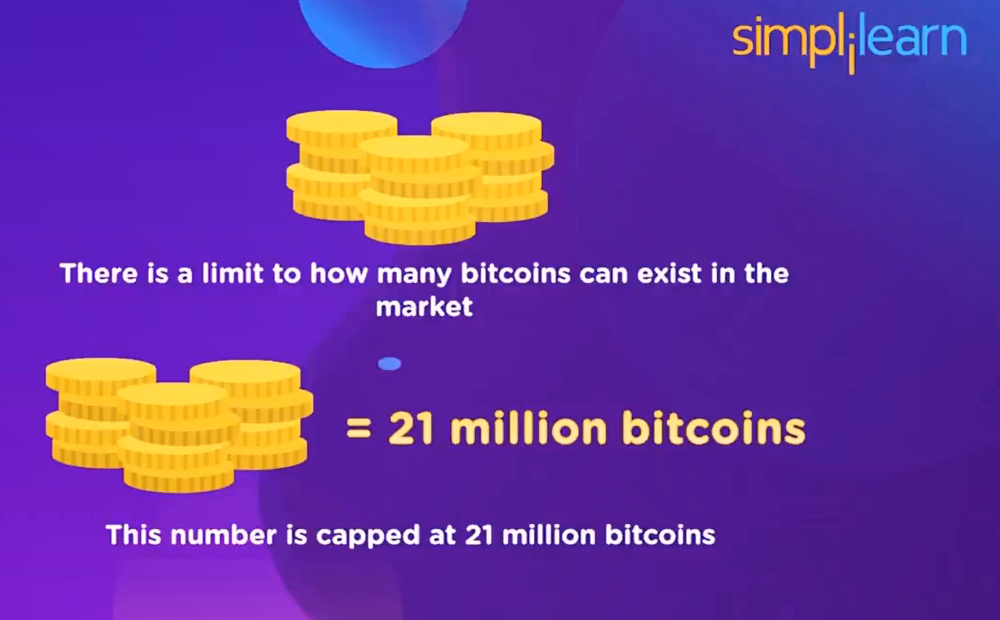 simplilearn
There is a limit to how many bitcoins can exist in the
market
= 21 million bitcoins
This number is capped at 21 million bitcoins